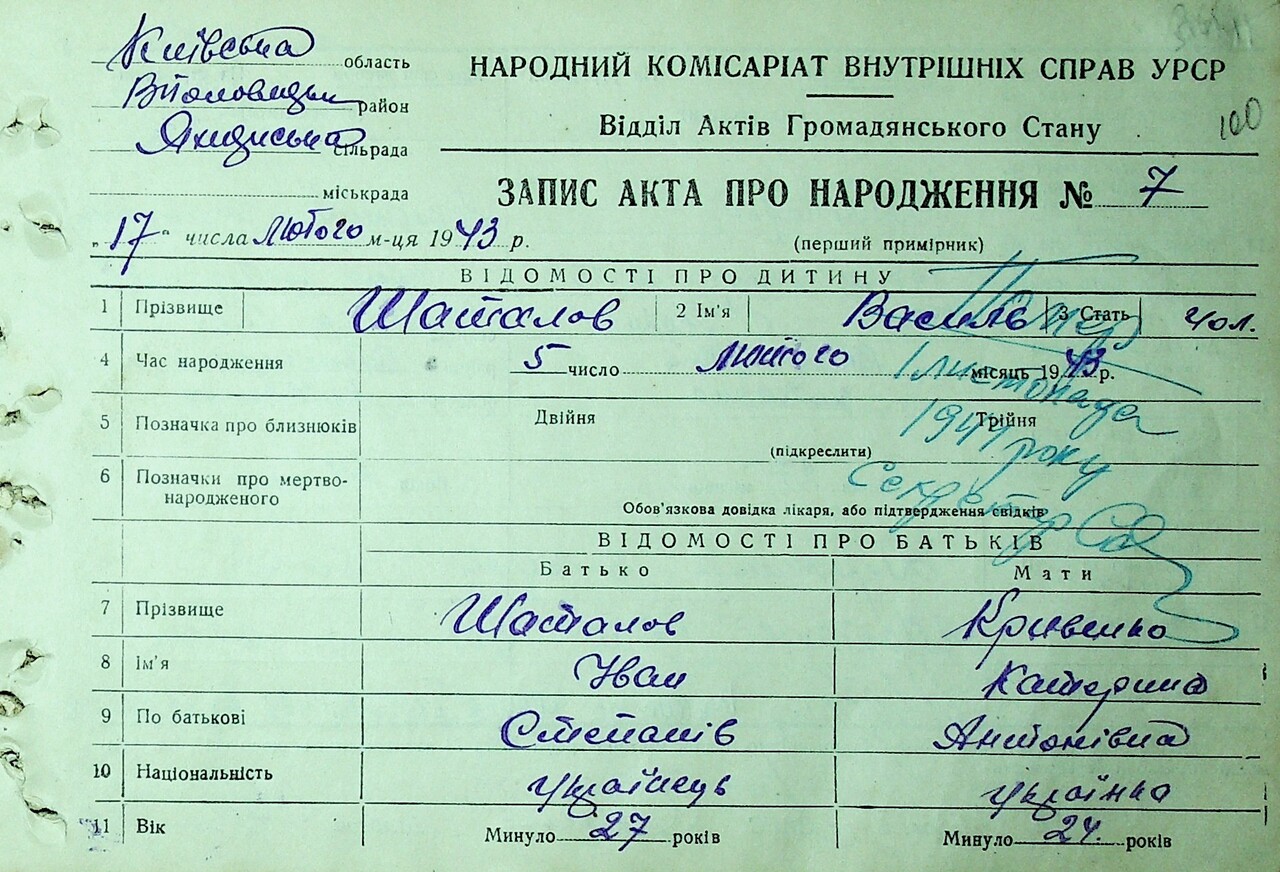 Київська область
район
Яхнівська сільрада
міськрада
100
НАРОДНИЙ КОМІСАРІАТ ВНУТРІШНІХ СПРАВ УРСР
Відділ Актів Громадянського Стану
ЗАПИС АКТА ПРО НАРОДЖЕННЯ № 7
„17“ числа Лютого м-ця 1943 р.
(перший примірник)
ВІДОМОСТІ ПРО ДИТИНУ
1 Прізвище Шаталов 2 Ім'я Василь 3 Стать чол.
Помер
4 Час народження 5 число Лютого місяць 1943 р.
1 листопада
5 Позначка про близнюків Двійня Трійня
(підкреслити)
року
6 Позначки про мертво-
народженого
Секретар
Обов'язкова довідка лікаря, або підтвердження свідків
ВІДОМОСТІ ПРО БАТЬКІВ
Батько Мати
7 Прізвище Шаталов Кривенко
8 Ім'я Іван Катерина
9 По батькові Степанів Антонівна
10 Національність українець українка
11 Вік Минуло 27 років Минуло 24. років